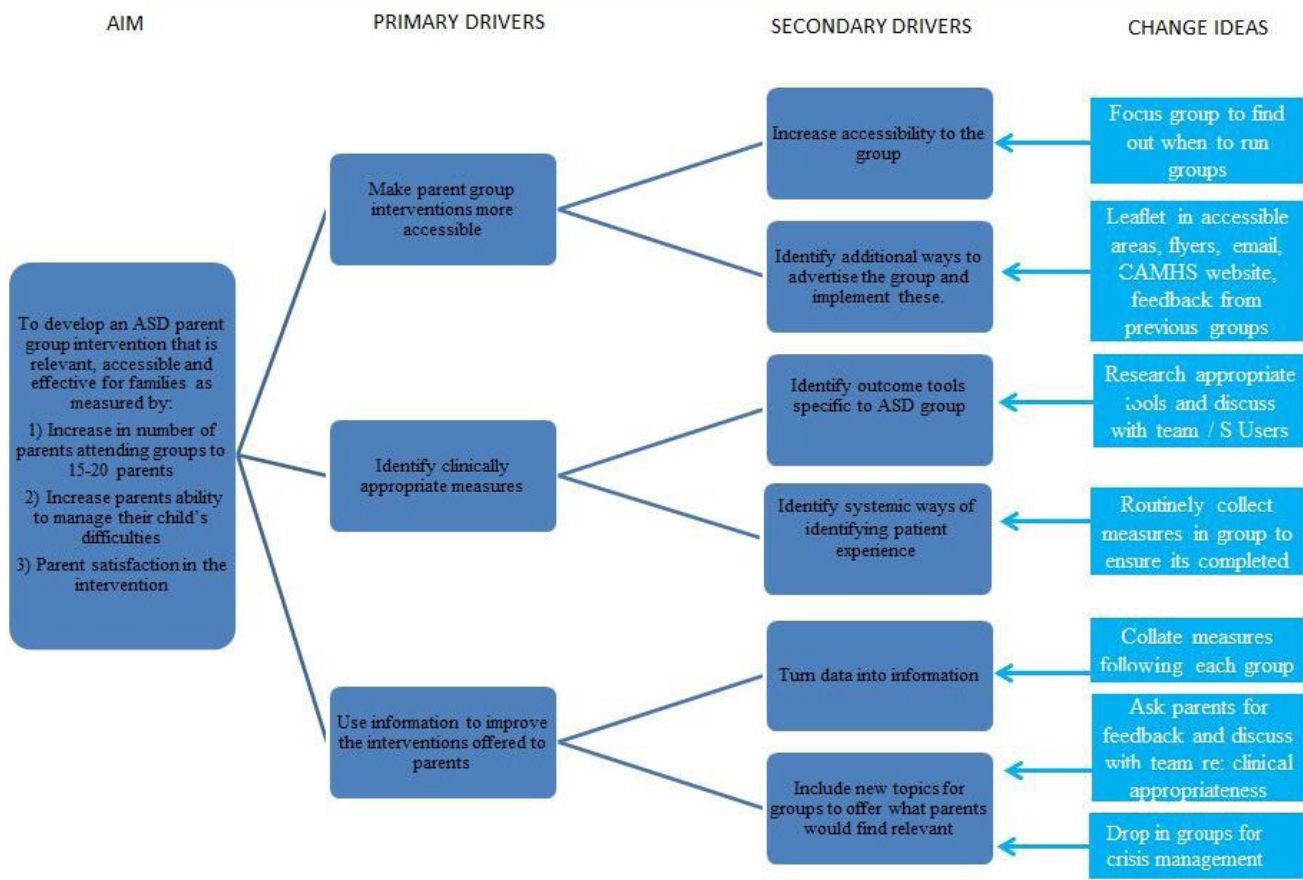 AIM
PRIMARY DRIVERS
SECONDARY DRIVERS
CHANGE IDEAS
To develop an ASD parent
group intervention that is
relevant, accessible and
effective for families as
measured by:
1) Increase in number of
parents attending groups to
15-20 parents
2) Increase parents ability
to manage their child's
difficulties
3) Parent satisfaction in the
intervention
Make parent group
interventions more
accessible
Identify clinically
appropriate measures
Use information to improve
the interventions offered to
parents
Increase accessibility to the
group
Identify additional ways to
advertise the group and
implement these.
Identify outcome tools
specific to ASD group
Identify systemic ways of
identifying patient
experience
Turn data into information
Include new topics for
groups to offer what parents
would find relevant
Focus group to find
out when to run
groups
Leaflet in accessible
areas, flyers, email,
CAMHS website,
feedback from
previous groups
Research appropriate
tools and discuss
with team / S Users
Routinely collect
measures in group to
ensure its completed
Collate measures
following each group
Ask parents for
feedback and discuss
with team re: clinical
appropriateness
Drop in groups for
crisis management